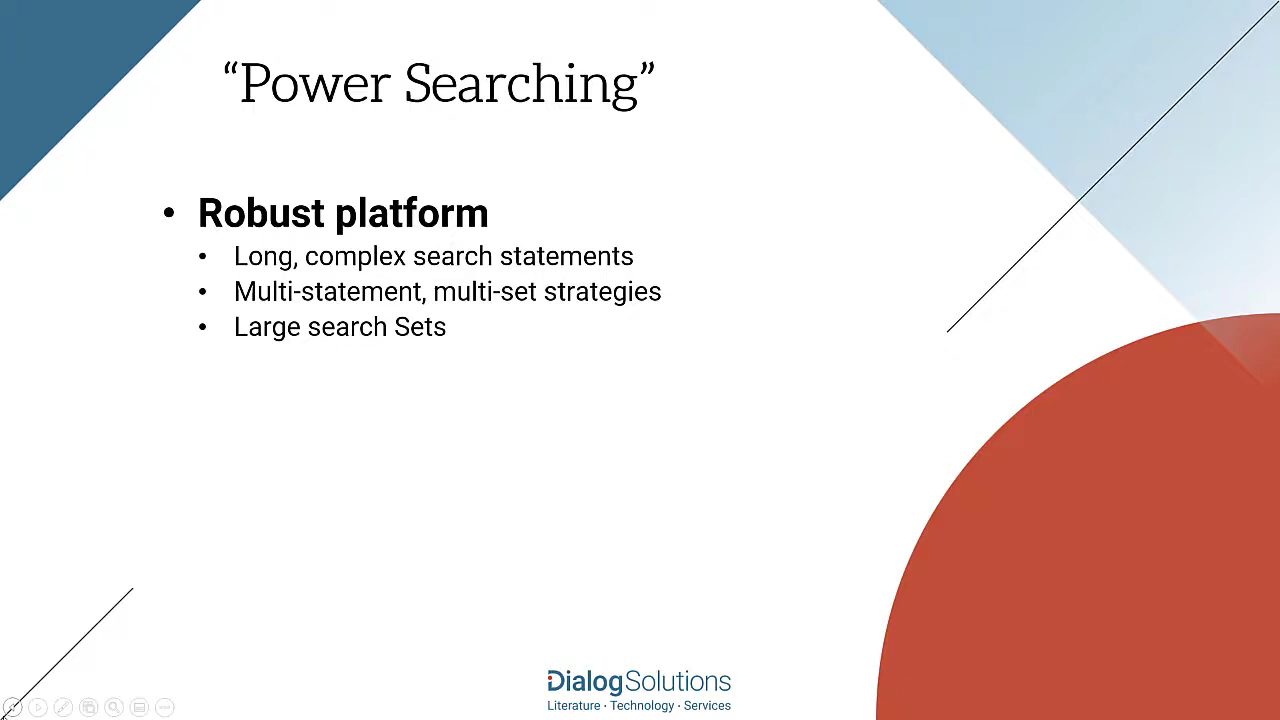 “Power Searching”
• Robust platform
• Long, complex search statements
• Multi-statement, multi-set strategies
• Large search Sets
DialogSolutions
Literature · Technology · Services